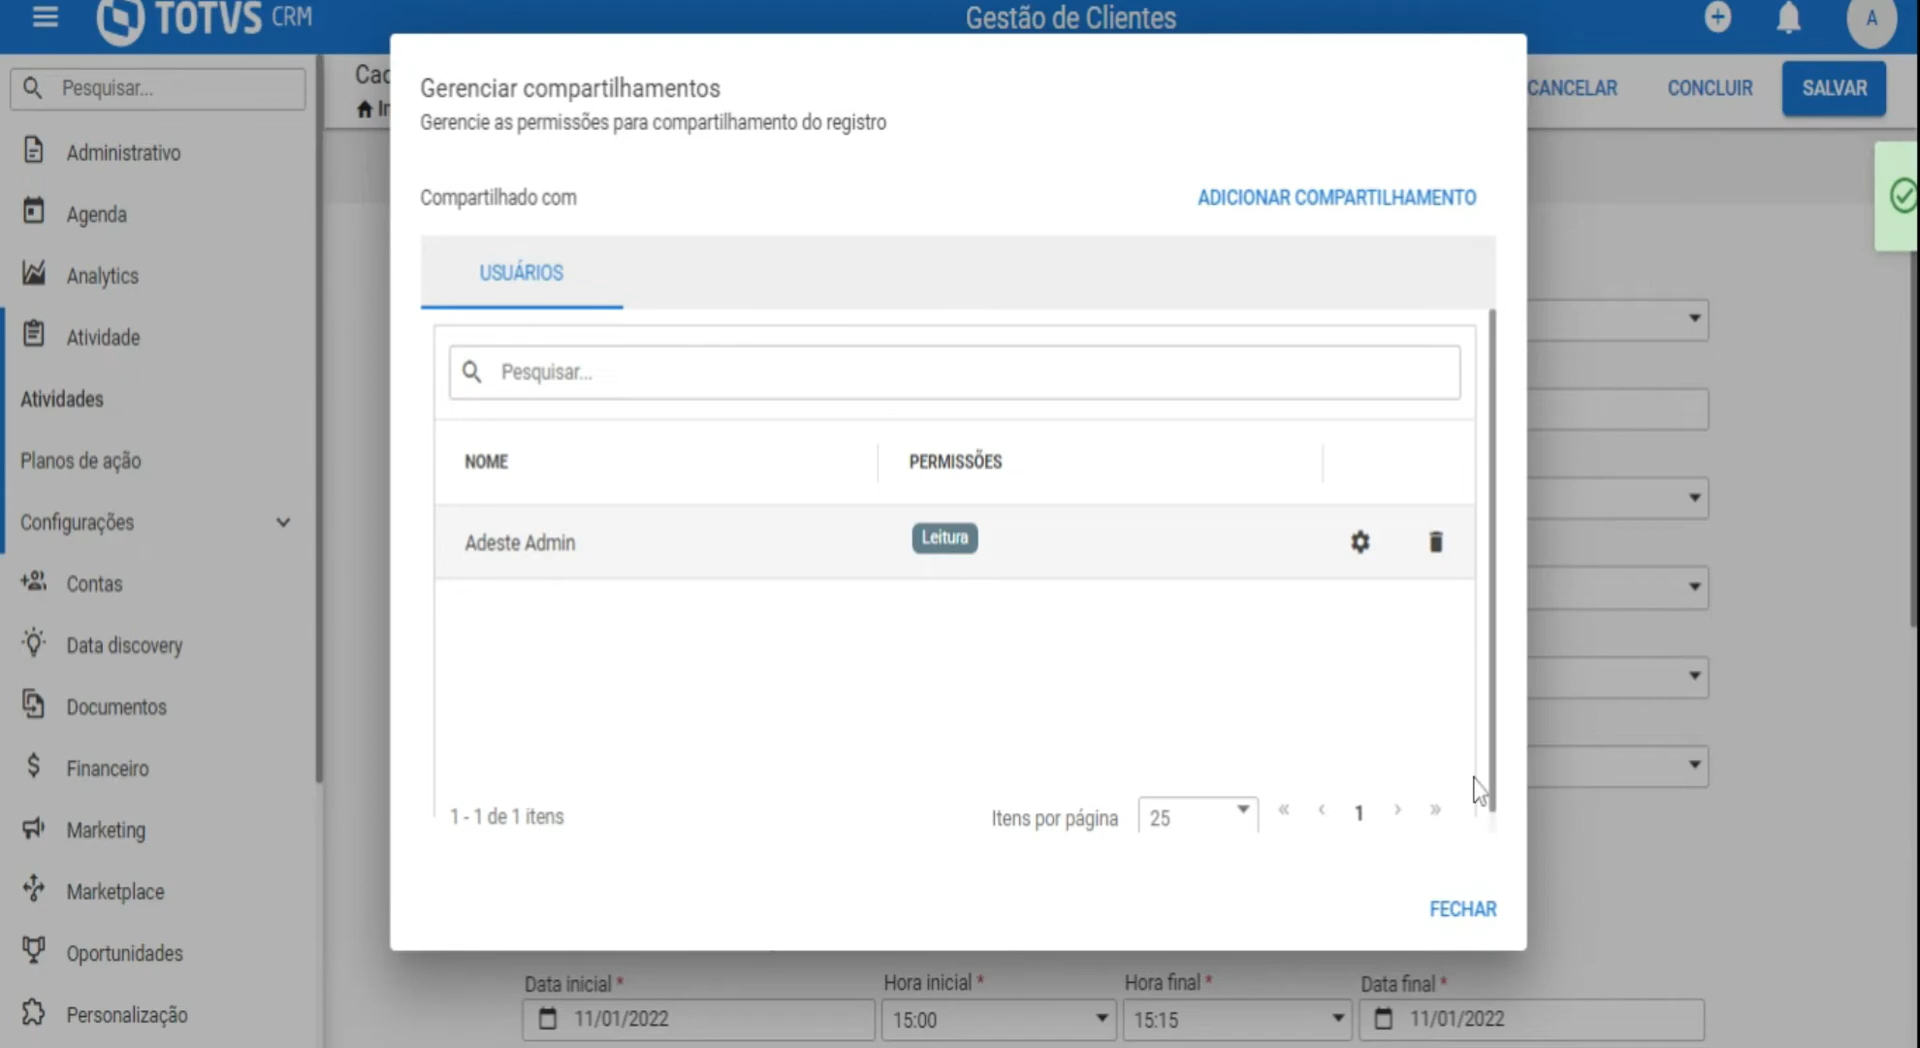 TOTVS CRM
Gestão de Clientes
A
Pesquisar...
Administrativo
Agenda
Analytics
Atividade
Atividades
Planos de ação
Configurações
Contas
Data discovery
Documentos
Financeiro
Marketing
Marketplace
Oportunidades
Personalização
CANCELAR
CONCLUIR
SALVAR
Gerenciar compartilhamentos
Gerencie as permissões para compartilhamento do registro
Compartilhado com
ADICIONAR COMPARTILHAMENTO
USUÁRIOS
Pesquisar...
NOME
PERMISSÕES
Adeste Admin
Leitura
1 - 1 de 1 itens
Itens por página
25
« ‹ 1 › »
FECHAR
Data inicial *
Hora inicial *
Hora final *
Data final *
11/01/2022
15:00
15:15
11/01/2022